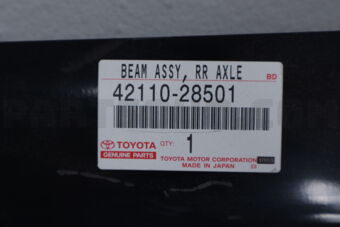 BEAM ASSY, RR AXLE
BD
42110-28501
TOYOTA
GENUINE PARTS
QTY:
1
TOYOTA MOTOR CORPORATION
MADE IN JAPAN